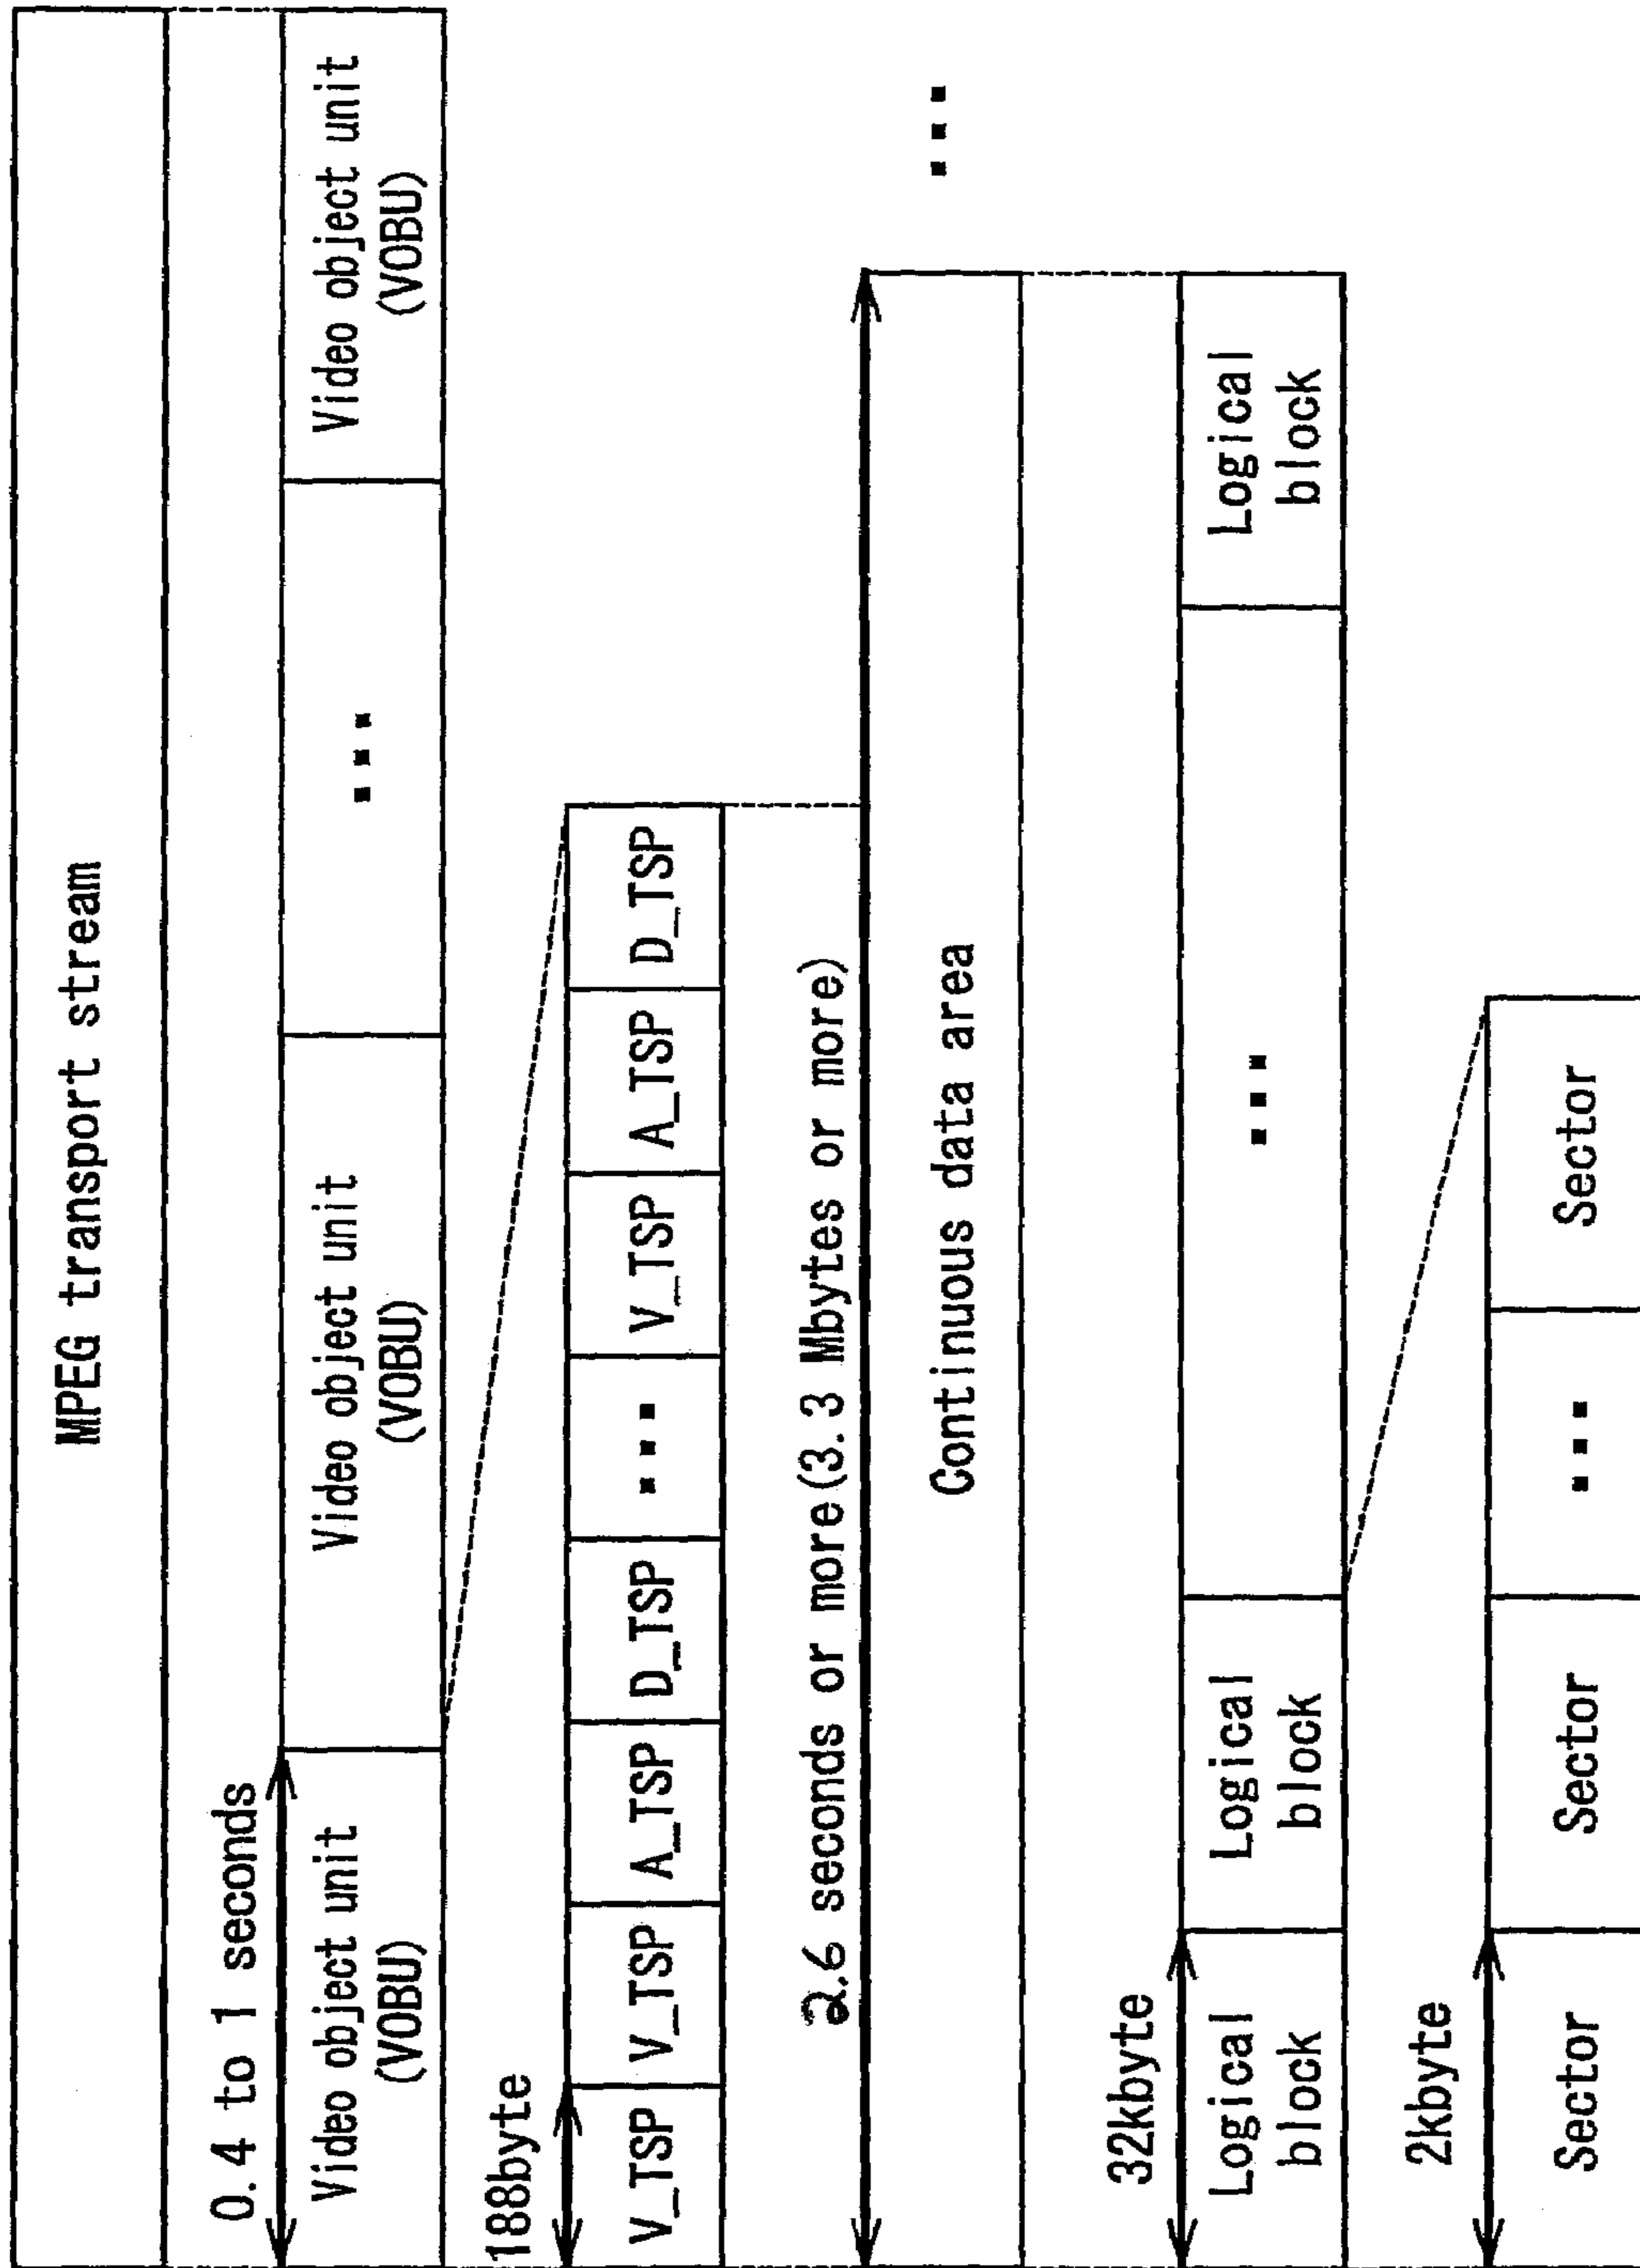 MPEG transport stream
0.4 to 1 seconds
Video object unit
(VOBU)
Video object unit
(VOBU)
▪▪▪
Video object unit
(VOBU)
188byte
V_TSP
V_TSP
A_TSP
D_TSP
▪▪▪
V_TSP
A_TSP
D_TSP
2.6 seconds or more(3.3 Mbytes or more)
Continuous data area
▪▪▪
32kbyte
Logical
block
Logical
block
▪▪▪
Logical
block
2kbyte
Sector
Sector
▪▪▪
Sector